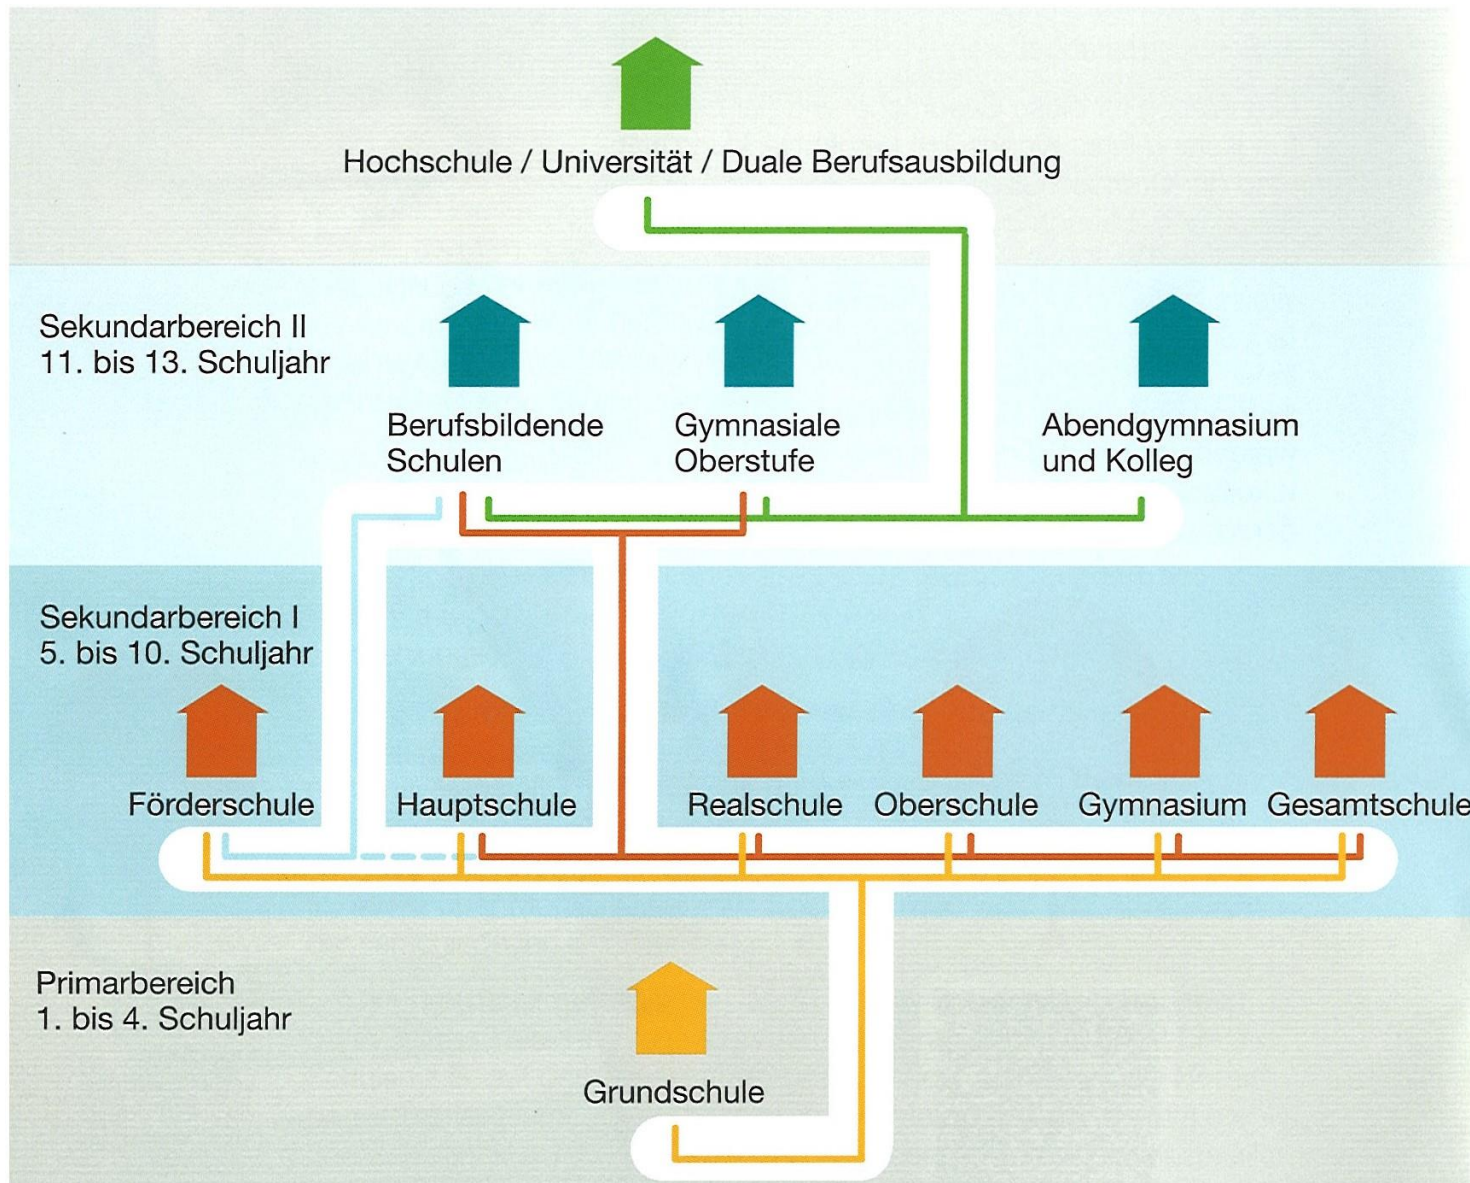 Hochschule / Universität / Duale Berufsausbildung
Sekundarbereich II
11. bis 13. Schuljahr
Berufsbildende
Schulen
Gymnasiale
Oberstufe
Abendgymnasium
und Kolleg
Sekundarbereich I
5. bis 10. Schuljahr
Förderschule
Hauptschule
Realschule
Oberschule
Gymnasium
Gesamtschule
Primarbereich
1. bis 4. Schuljahr
Grundschule